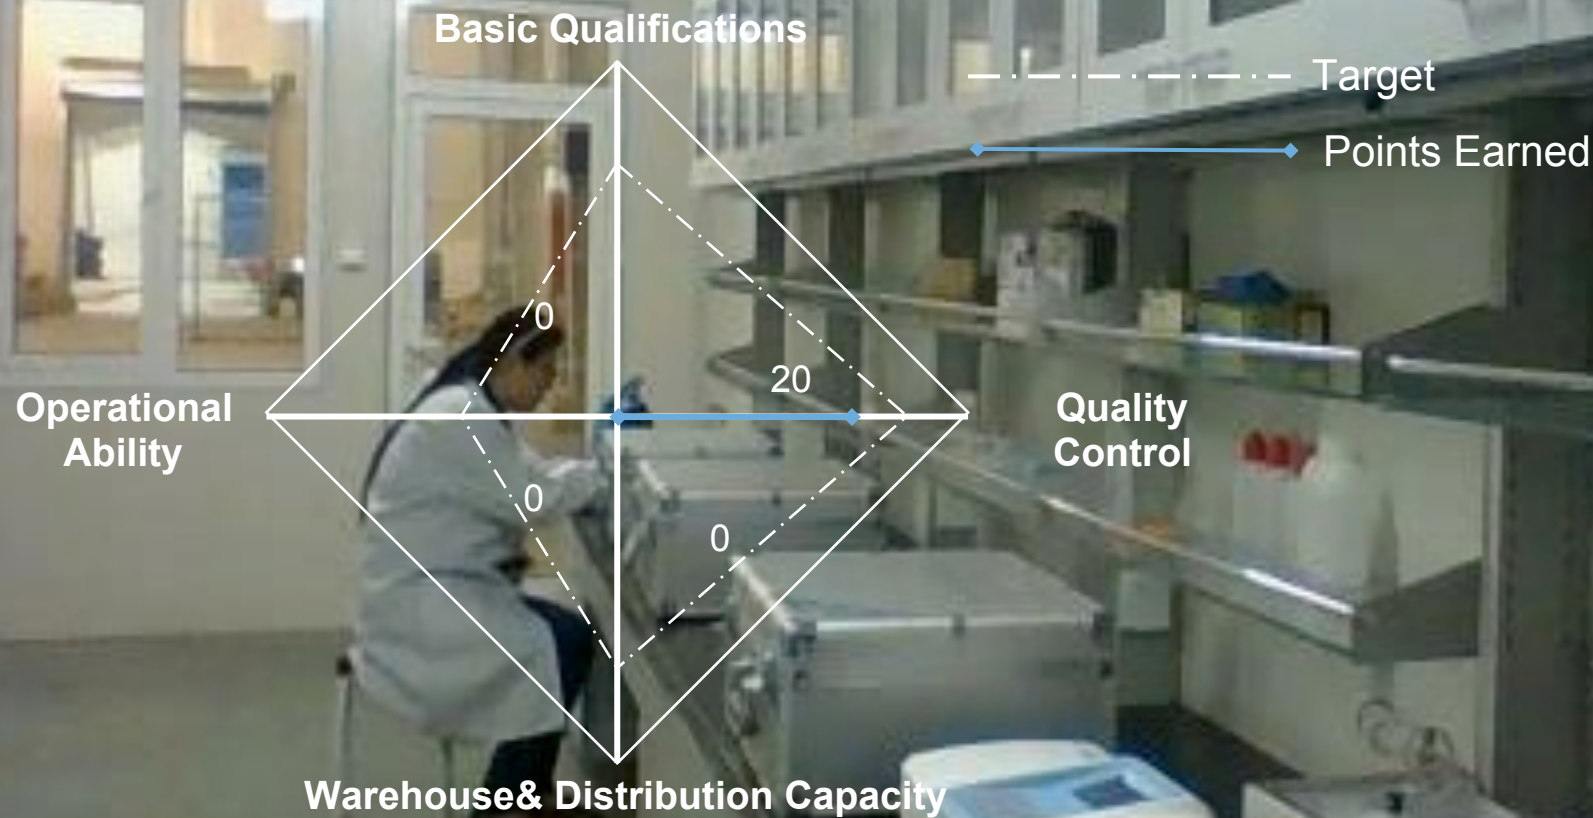 Basic Qualifications
Target
Points Earned
0
20
Operational
Ability
Quality
Control
0
0
Warehouse& Distribution Capacity